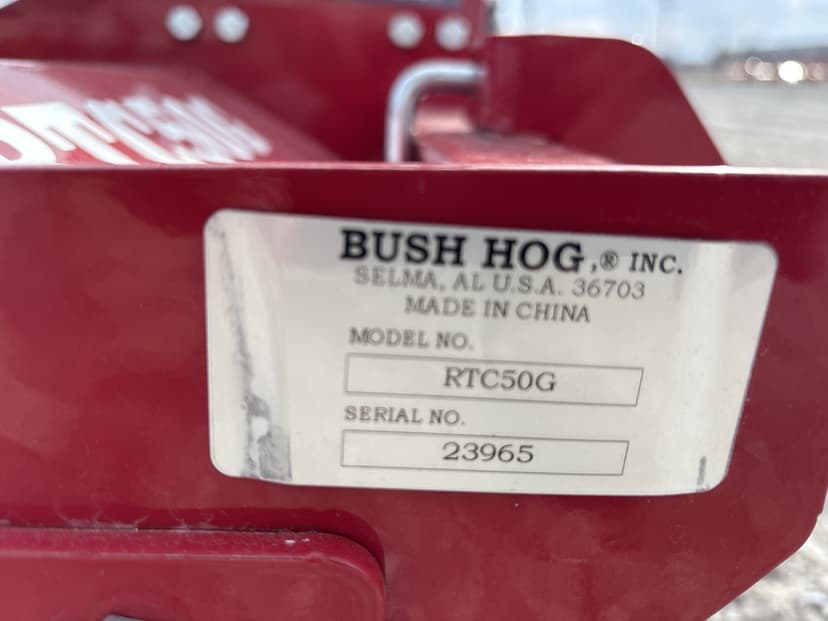 BUSH HOG,® INC.
SELMA, AL U.S.A. 36703
MADE IN CHINA
MODEL NO.
RTC50G
SERIAL NO.
23965